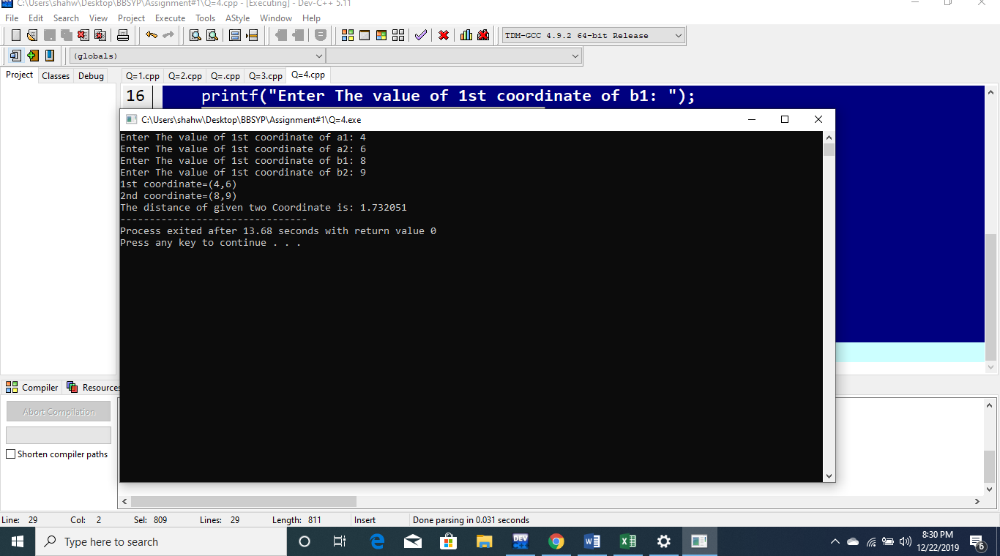 C:\Users\shahw\Desktop\BBSYP\Assignment#1\Q=4.cpp - [Executing] - Dev-C++ 5.11
File Edit Search View Project Execute Tools AStyle Window Help
TDM-GCC 4.9.2 64-bit Release
(globals)
Project Classes Debug Q=1.cpp Q=2.cpp Q=.cpp Q=3.cpp Q=4.cpp
16 printf("Enter The value of 1st coordinate of b1: ");
C:\Users\shahw\Desktop\BBSYP\Assignment#1\Q=4.exe
Enter The value of 1st coordinate of a1: 4
Enter The value of 1st coordinate of a2: 6
Enter The value of 1st coordinate of b1: 8
Enter The value of 1st coordinate of b2: 9
1st coordinate=(4,6)
2nd coordinate=(8,9)
The distance of given two Coordinate is: 1.732051
--------------------------------
Process exited after 13.68 seconds with return value 0
Press any key to continue . . .
Compiler Resources
Abort Compilation
Shorten compiler paths
Line: 29 Col: 2 Sel: 809 Lines: 29 Length: 811 Insert Done parsing in 0.031 seconds
Type here to search
DEV
8:30 PM
12/22/2019
6